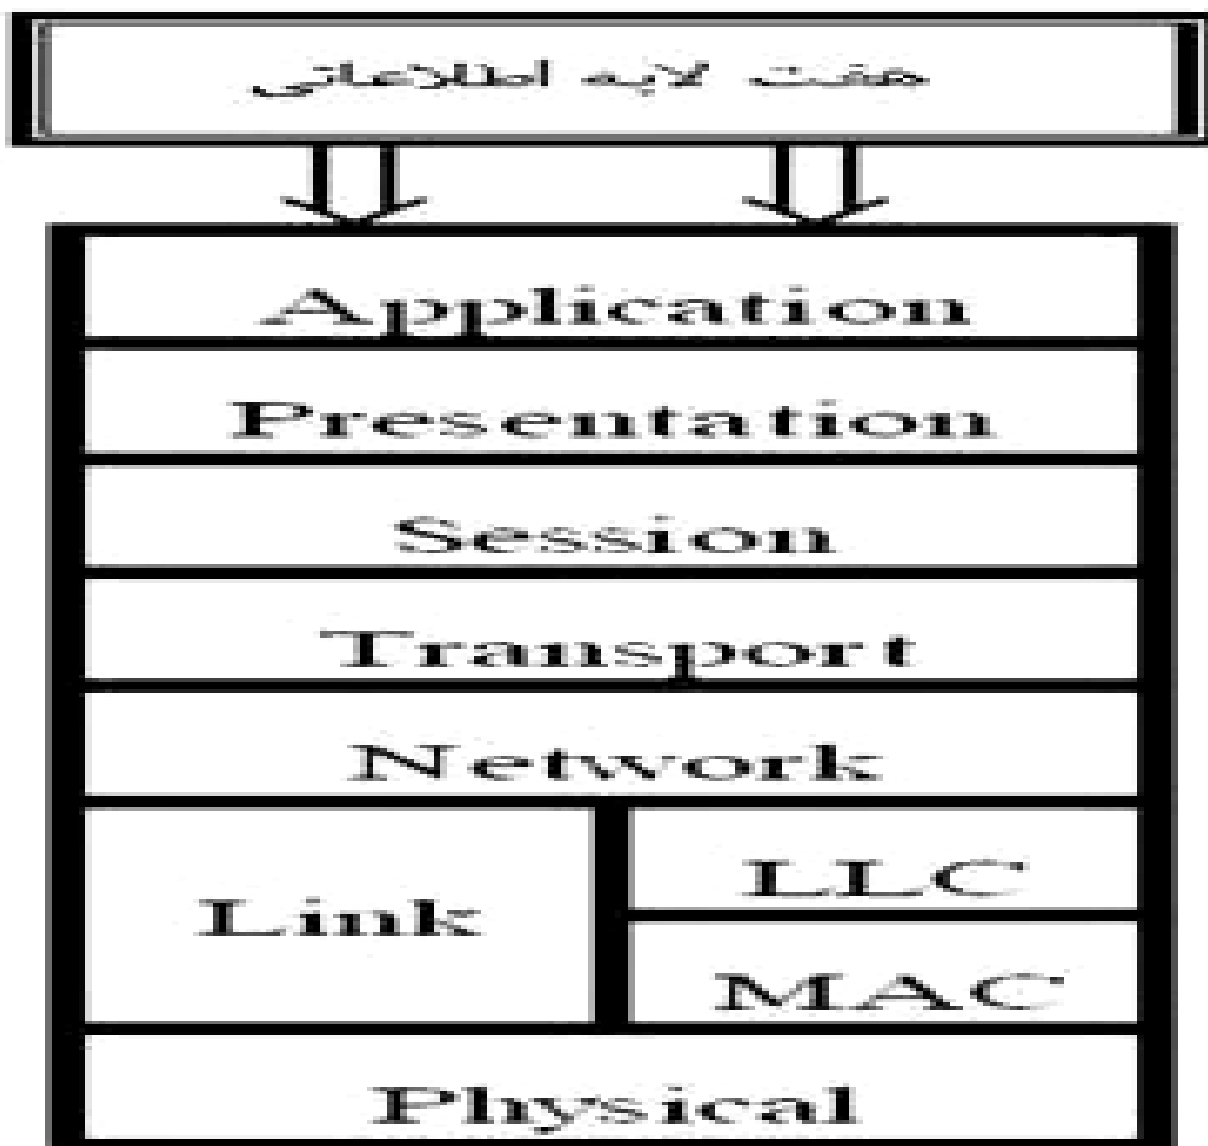 هفت لایه اطلاعاتی
Application
Presentation
Session
Transport
Network
Link
LLC
MAC
Physical